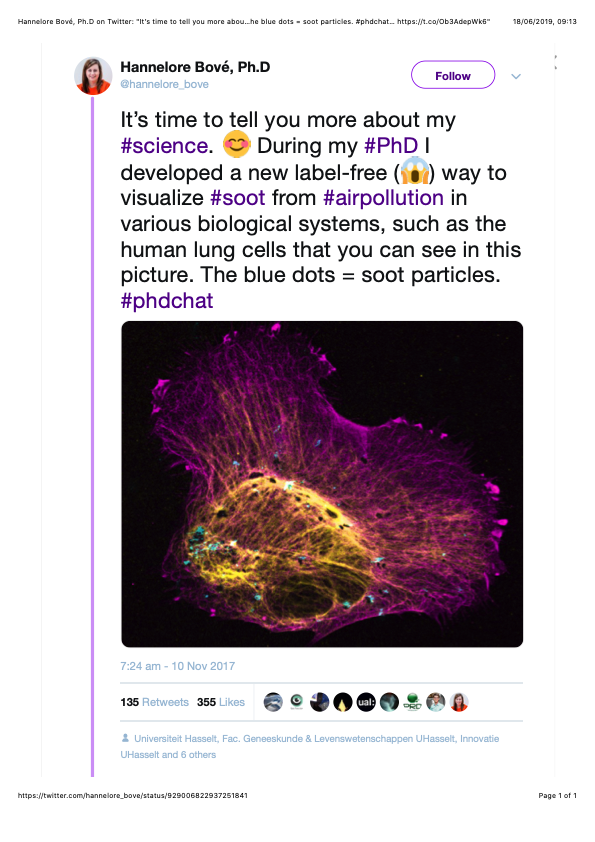 Hannelore Bové, Ph.D on Twitter: "It's time to tell you more abou...he blue dots = soot particles. #phdchat… https://t.co/Ob3AdepWk6" 18/06/2019, 09:13
Hannelore Bové, Ph.D
@hannelore_bove
Follow
It's time to tell you more about my
#science. 😊 During my #PhD I
developed a new label-free (😱) way to
visualize #soot from #airpollution in
various biological systems, such as the
human lung cells that you can see in this
picture. The blue dots = soot particles.
#phdchat
7:24 am - 10 Nov 2017
135 Retweets 355 Likes
ual:
Universiteit Hasselt, Fac. Geneeskunde & Levenswetenschappen UHasselt, Innovatie
UHasselt and 6 others
https://twitter.com/hannelore_bove/status/929006822937251841 Page 1 of 1